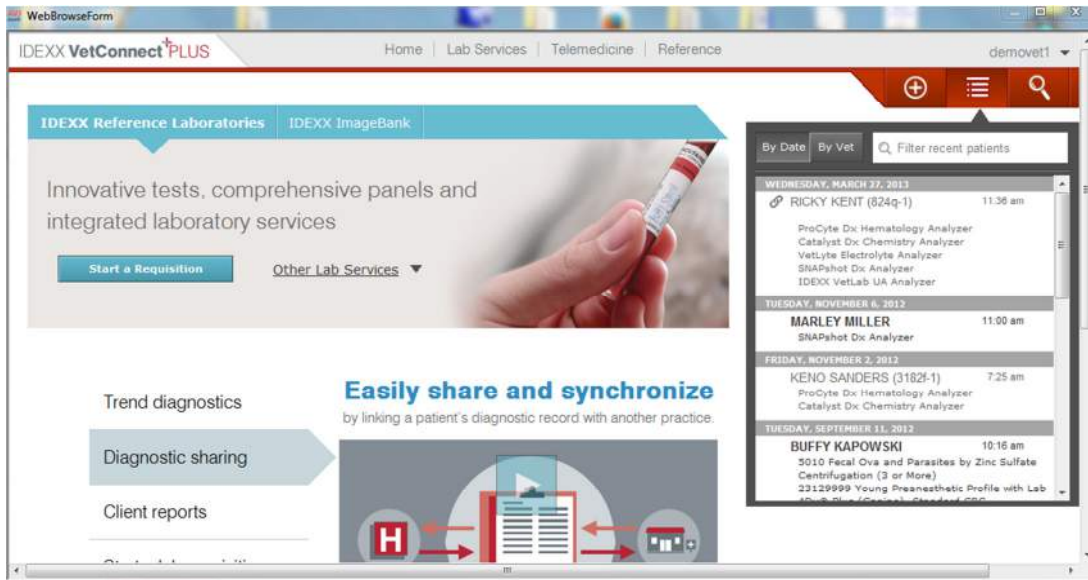 WebBrowseForm
IDEXX VetConnect PLUS
Home | Lab Services | Telemedicine | Reference
demovet1
IDEXX Reference Laboratories
IDEXX ImageBank
Innovative tests, comprehensive panels and
integrated laboratory services
Start a Requisition
Other Lab Services
Trend diagnostics
Diagnostic sharing
Client reports
Easily share and synchronize
by linking a patient's diagnostic record with another practice.
H
By Date
By Vet
Filter recent patients
WEDNESDAY, MARCH 27, 2013
RICKY KENT (824q-1) 11:36 am
ProCyte Dx Hematology Analyzer
Catalyst Dx Chemistry Analyzer
VetLyte Electrolyte Analyzer
SNAPshot Dx Analyzer
IDEXX VetLab UA Analyzer
TUESDAY, NOVEMBER 6, 2012
MARLEY MILLER 11:00 am
SNAPshot Dx Analyzer
FRIDAY, NOVEMBER 2, 2012
KENO SANDERS (3182f-1) 7:25 am
ProCyte Dx Hematology Analyzer
Catalyst Dx Chemistry Analyzer
TUESDAY, SEPTEMBER 11, 2012
BUFFY KAPOWSKI 10:16 am
5010 Fecal Ova and Parasites by Zinc Sulfate
Centrifugation (3 or More)
23129999 Young Preanesthetic Profile with Lab